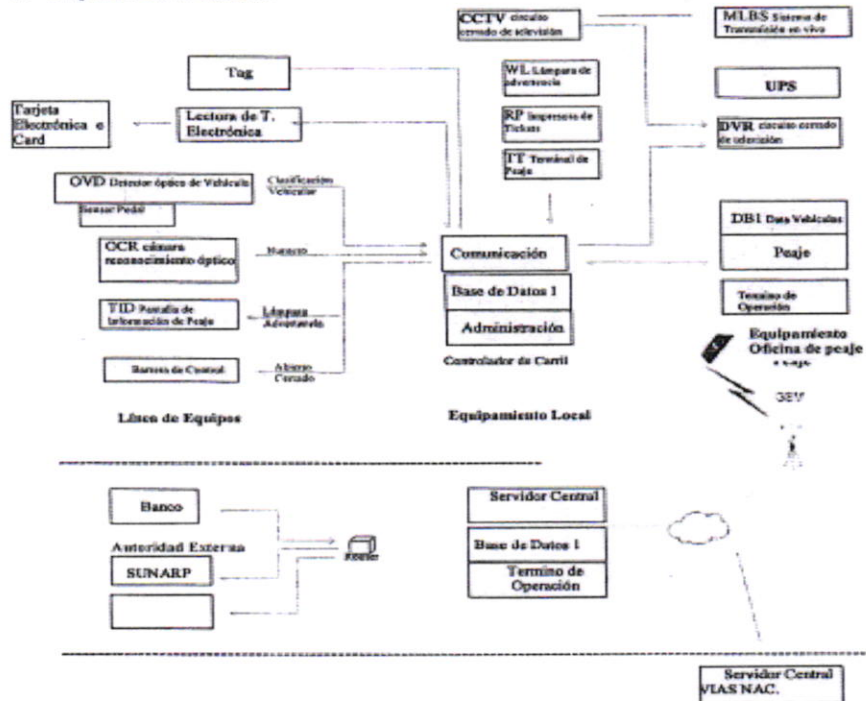 CCTV circuito
cerrado de televisión
MLBS Sistema de
Transmisión en vivo
Tag
WL Lámpara de
advertencia
UPS
Tarjeta
Electrónica o
Card
Lectura de T.
Electrónica
RP Impresora de
Tickets
DVR circuito cerrado
de televisión
TT Terminal de
Peaje
OVD Detector óptico de Vehículo
Sensor Pedal
Clasificación
Vehicular
DB1 Data Vehículos
Peaje
Termino de
Operación
OCR cámara
reconocimiento óptico
Numero
Comunicación
Base de Datos 1
Administración
Controlador de Carril
TID Pantalla de
Información de Peaje
Lámpara
Barrera de Control
Abierto
Cerrado
Equipamiento
Oficina de peaje
Línea de Equipos
Equipamiento Local
Banco
Autoridad Externa
SUNARP
Router
Servidor Central
Base de Datos 1
Termino de
Operación
Servidor Central
VIAS NAC.